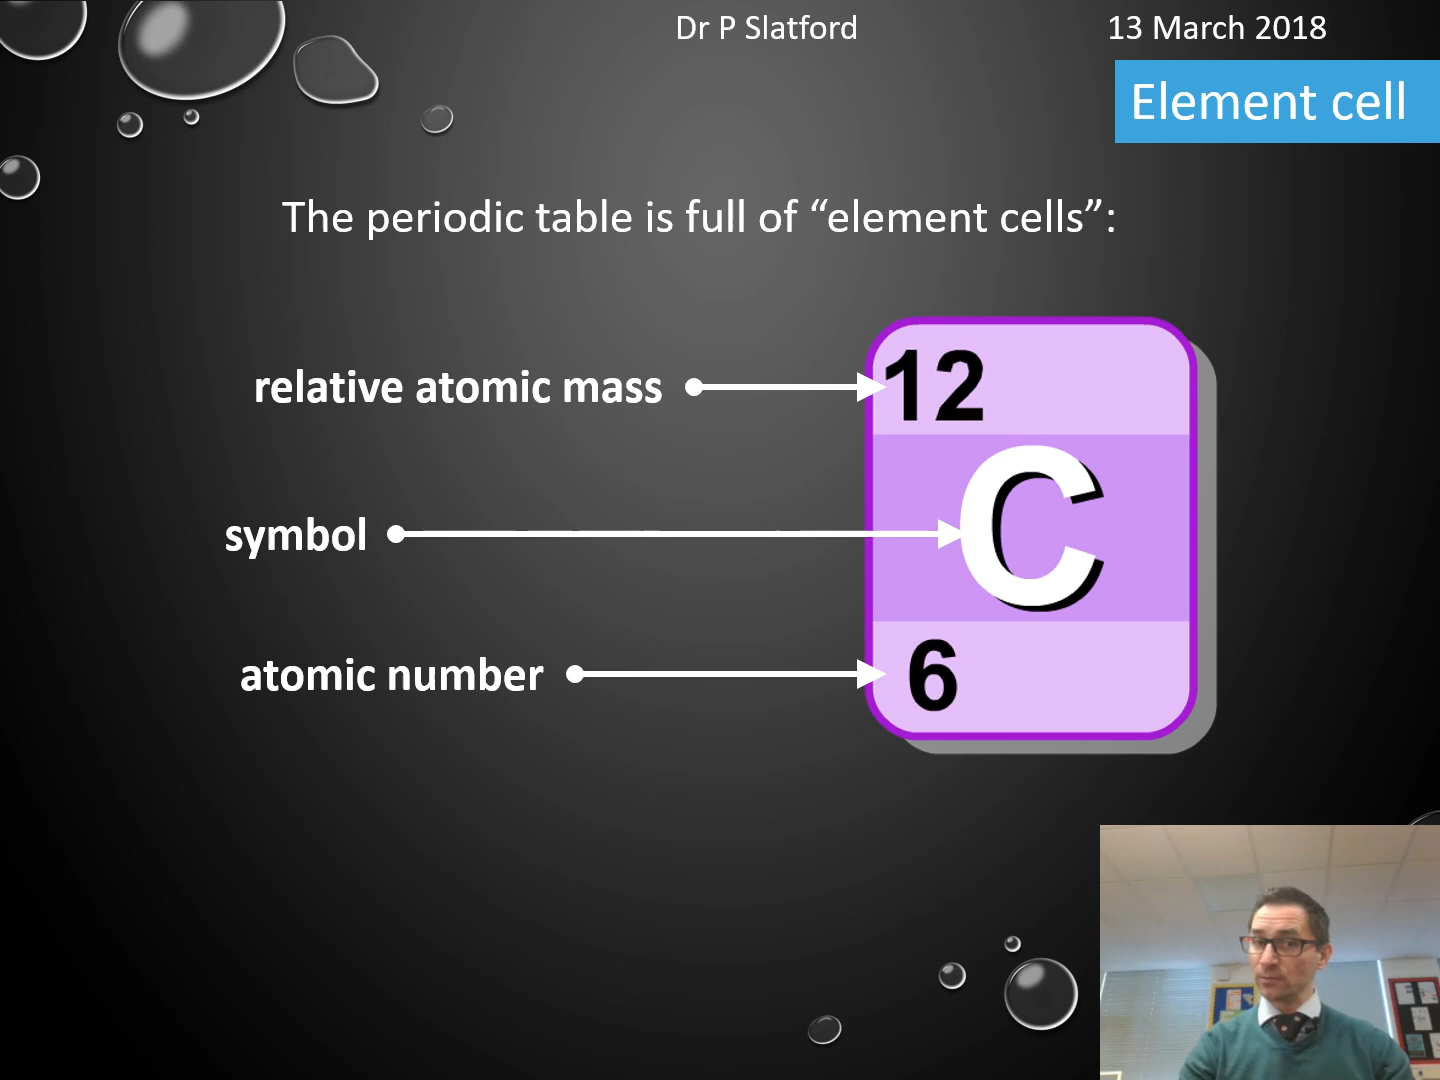 Dr P Slatford
13 March 2018
Element cell
The periodic table is full of “element cells”:
relative atomic mass
12
symbol
C
atomic number
6